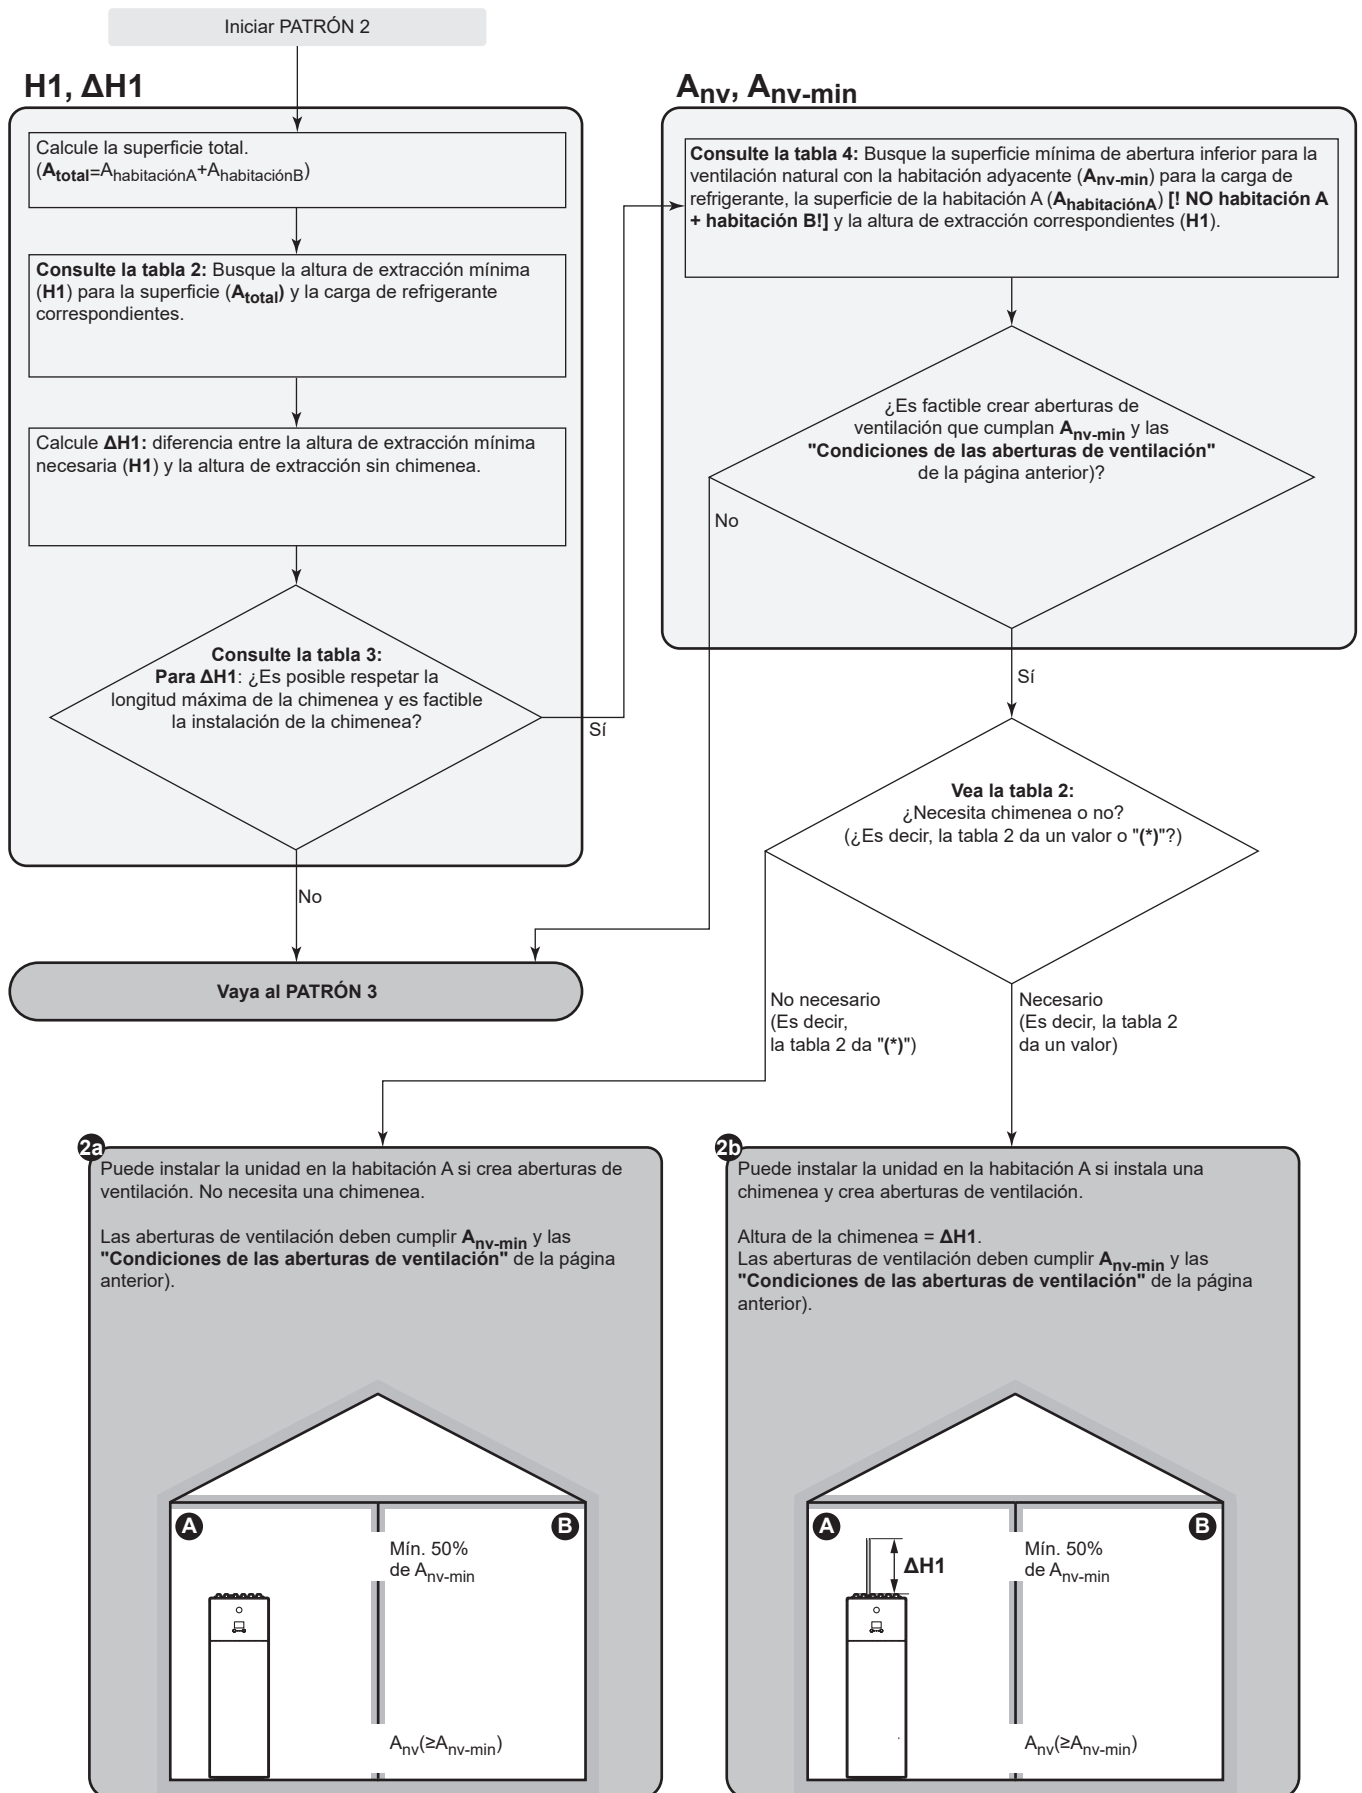 Iniciar PATRÓN 2
H1, ΔH1
Calcule la superficie total.
(Atotal=AhabitaciónA+AhabitaciónB)
Consulte la tabla 2: Busque la altura de extracción mínima
(H1) para la superficie (Atotal) y la carga de refrigerante
correspondientes.
Calcule ΔH1: diferencia entre la altura de extracción mínima
necesaria (H1) y la altura de extracción sin chimenea.
Consulte la tabla 3:
Para ΔH1: ¿Es posible respetar la
longitud máxima de la chimenea y es factible
la instalación de la chimenea?
Sí
No
Vaya al PATRÓN 3
Anv, Anv-min
Consulte la tabla 4: Busque la superficie mínima de abertura inferior para la
ventilación natural con la habitación adyacente (Anv-min) para la carga de
refrigerante, la superficie de la habitación A (AhabitaciónA) [! NO habitación A
+ habitación B!] y la altura de extracción correspondientes (H1).
¿Es factible crear aberturas de
ventilación que cumplan Anv-min y las
"Condiciones de las aberturas de ventilación"
de la página anterior)?
No
Sí
Vea la tabla 2:
¿Necesita chimenea o no?
(¿Es decir, la tabla 2 da un valor o "(*)"?)
No necesario
(Es decir,
la tabla 2 da "(*)")
Necesario
(Es decir, la tabla 2
da un valor)
2a
Puede instalar la unidad en la habitación A si crea aberturas de
ventilación. No necesita una chimenea.
Las aberturas de ventilación deben cumplir Anv-min y las
"Condiciones de las aberturas de ventilación" de la página
anterior).
A
B
Mín. 50%
de Anv-min
Anv(≥Anv-min)
2b
Puede instalar la unidad en la habitación A si instala una
chimenea y crea aberturas de ventilación.
Altura de la chimenea = ΔH1.
Las aberturas de ventilación deben cumplir Anv-min y las
"Condiciones de las aberturas de ventilación" de la página
anterior).
A
B
ΔH1
Mín. 50%
de Anv-min
Anv(≥Anv-min)